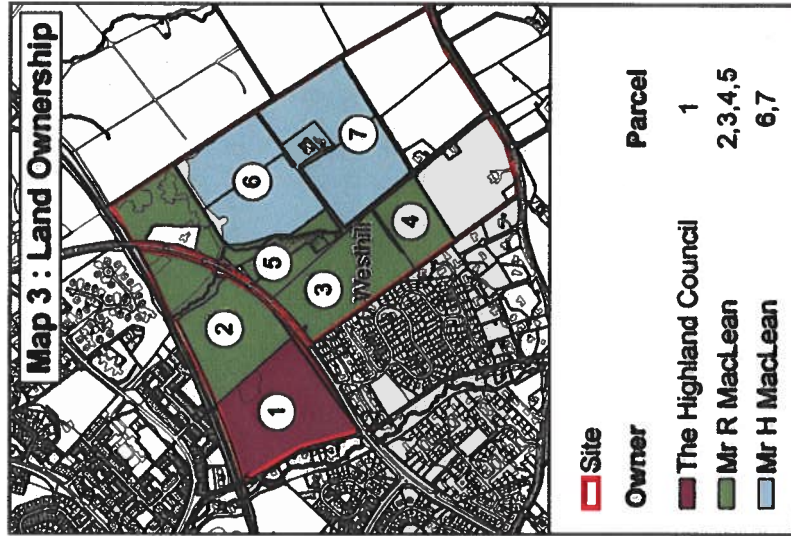 Map 3 : Land Ownership
1
2
3
4
5
6
7
Westhill
Site
Owner Parcel
The Highland Council 1
Mr R MacLean 2,3,4,5
Mr H MacLean 6,7